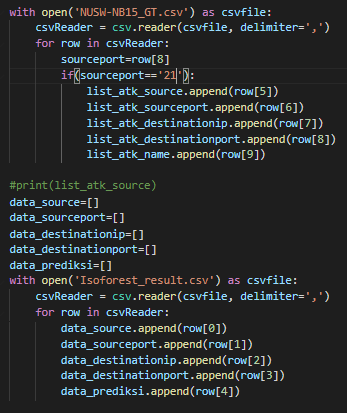 with open('NUSW-NB15_GT.csv') as csvfile:
    csvReader = csv.reader(csvfile, delimiter=',')
    for row in csvReader:
        sourceport=row[8]
        if(sourceport=='21'):
            list_atk_source.append(row[5])
            list_atk_sourceport.append(row[6])
            list_atk_destinationip.append(row[7])
            list_atk_destinationport.append(row[8])
            list_atk_name.append(row[9])
#print(list_atk_source)
data_source=[]
data_sourceport=[]
data_destinationip=[]
data_destinationport=[]
data_prediksi=[]
with open('Isoforest_result.csv') as csvfile:
    csvReader = csv.reader(csvfile, delimiter=',')
    for row in csvReader:
        data_source.append(row[0])
        data_sourceport.append(row[1])
        data_destinationip.append(row[2])
        data_destinationport.append(row[3])
        data_prediksi.append(row[4])